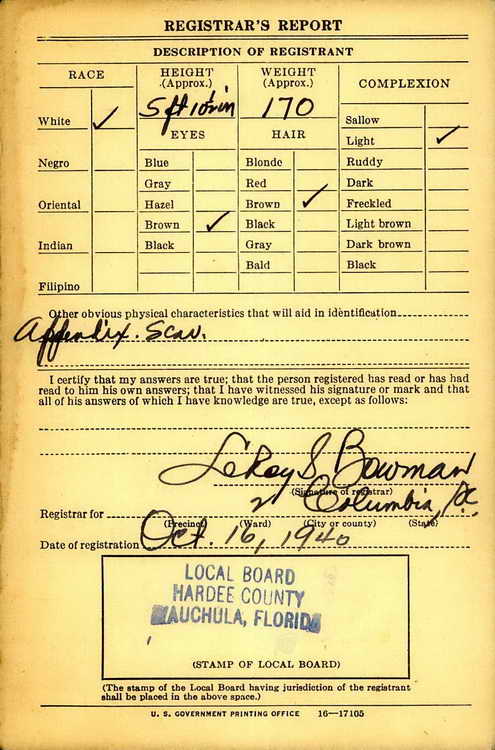 REGISTRAR'S REPORT
DESCRIPTION OF REGISTRANT
RACE
HEIGHT
(Approx.)
WEIGHT
(Approx.)
COMPLEXION
5 ft 10½ in
170
White ✓
EYES
HAIR
Sallow
Light ✓
Negro
Blue
Blonde
Ruddy
Gray
Red
Dark
Oriental
Hazel
Brown ✓
Freckled
Brown ✓
Black
Light brown
Indian
Black
Gray
Dark brown
Bald
Black
Filipino
Other obvious physical characteristics that will aid in identification
Appendix. Scar.
I certify that my answers are true; that the person registered has read or has had
read to him his own answers; that I have witnessed his signature or mark and that
all of his answers of which I have knowledge are true, except as follows:
LeRoy S. Bowman
(Signature of registrar)
Registrar for 2 Columbia, S.C.
(Precinct) (Ward) (City or county) (State)
Date of registration Oct. 16, 1940
LOCAL BOARD
HARDEE COUNTY
WAUCHULA, FLORIDA
(STAMP OF LOCAL BOARD)
(The stamp of the Local Board having jurisdiction of the registrant
shall be placed in the above space.)
U. S. GOVERNMENT PRINTING OFFICE 16—17105